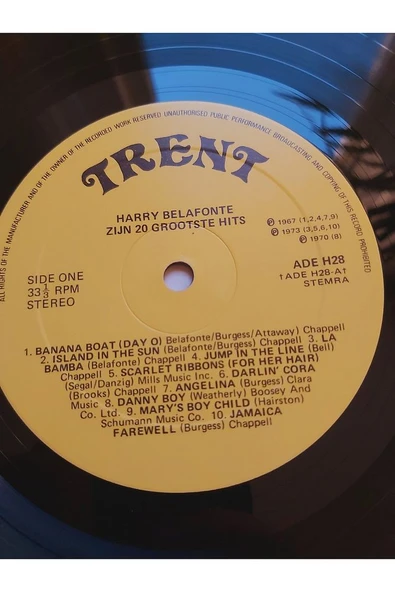 ALL RIGHTS OF THE MANUFACTURER AND OF THE OWNER OF THE RECORDED WORK RESERVED UNAUTHORISED PUBLIC PERFORMANCE BROADCASTING AND COPYING OF THIS RECORD PROHIBITED
TRENT
HARRY BELAFONTE
ZIJN 20 GROOTSTE HITS
Ⓟ 1967 (1,2,4,7,9)
Ⓟ 1973 (3,5,6,10)
Ⓟ 1970 (8)
SIDE ONE
33⅓ RPM
STEREO
ADE H28
†ADE H28-A†
STEMRA
1. BANANA BOAT (DAY O) Belafonte/Burgess/Attaway) Chappell
2. ISLAND IN THE SUN (Belafonte/Burgess) Chappell 3. LA
BAMBA (Belafonte) Chappell 4. JUMP IN THE LINE (Bell)
Chappell 5. SCARLET RIBBONS (FOR HER HAIR)
(Segal/Danzig) Mills Music Inc. 6. DARLIN' CORA
(Brooks) Chappell 7. ANGELINA (Burgess) Clara
Music 8. DANNY BOY (Weatherly) Boosey And
Co. Ltd. 9. MARY'S BOY CHILD (Hairston)
Schumann Music Co. 10. JAMAICA
FAREWELL (Burgess) Chappell